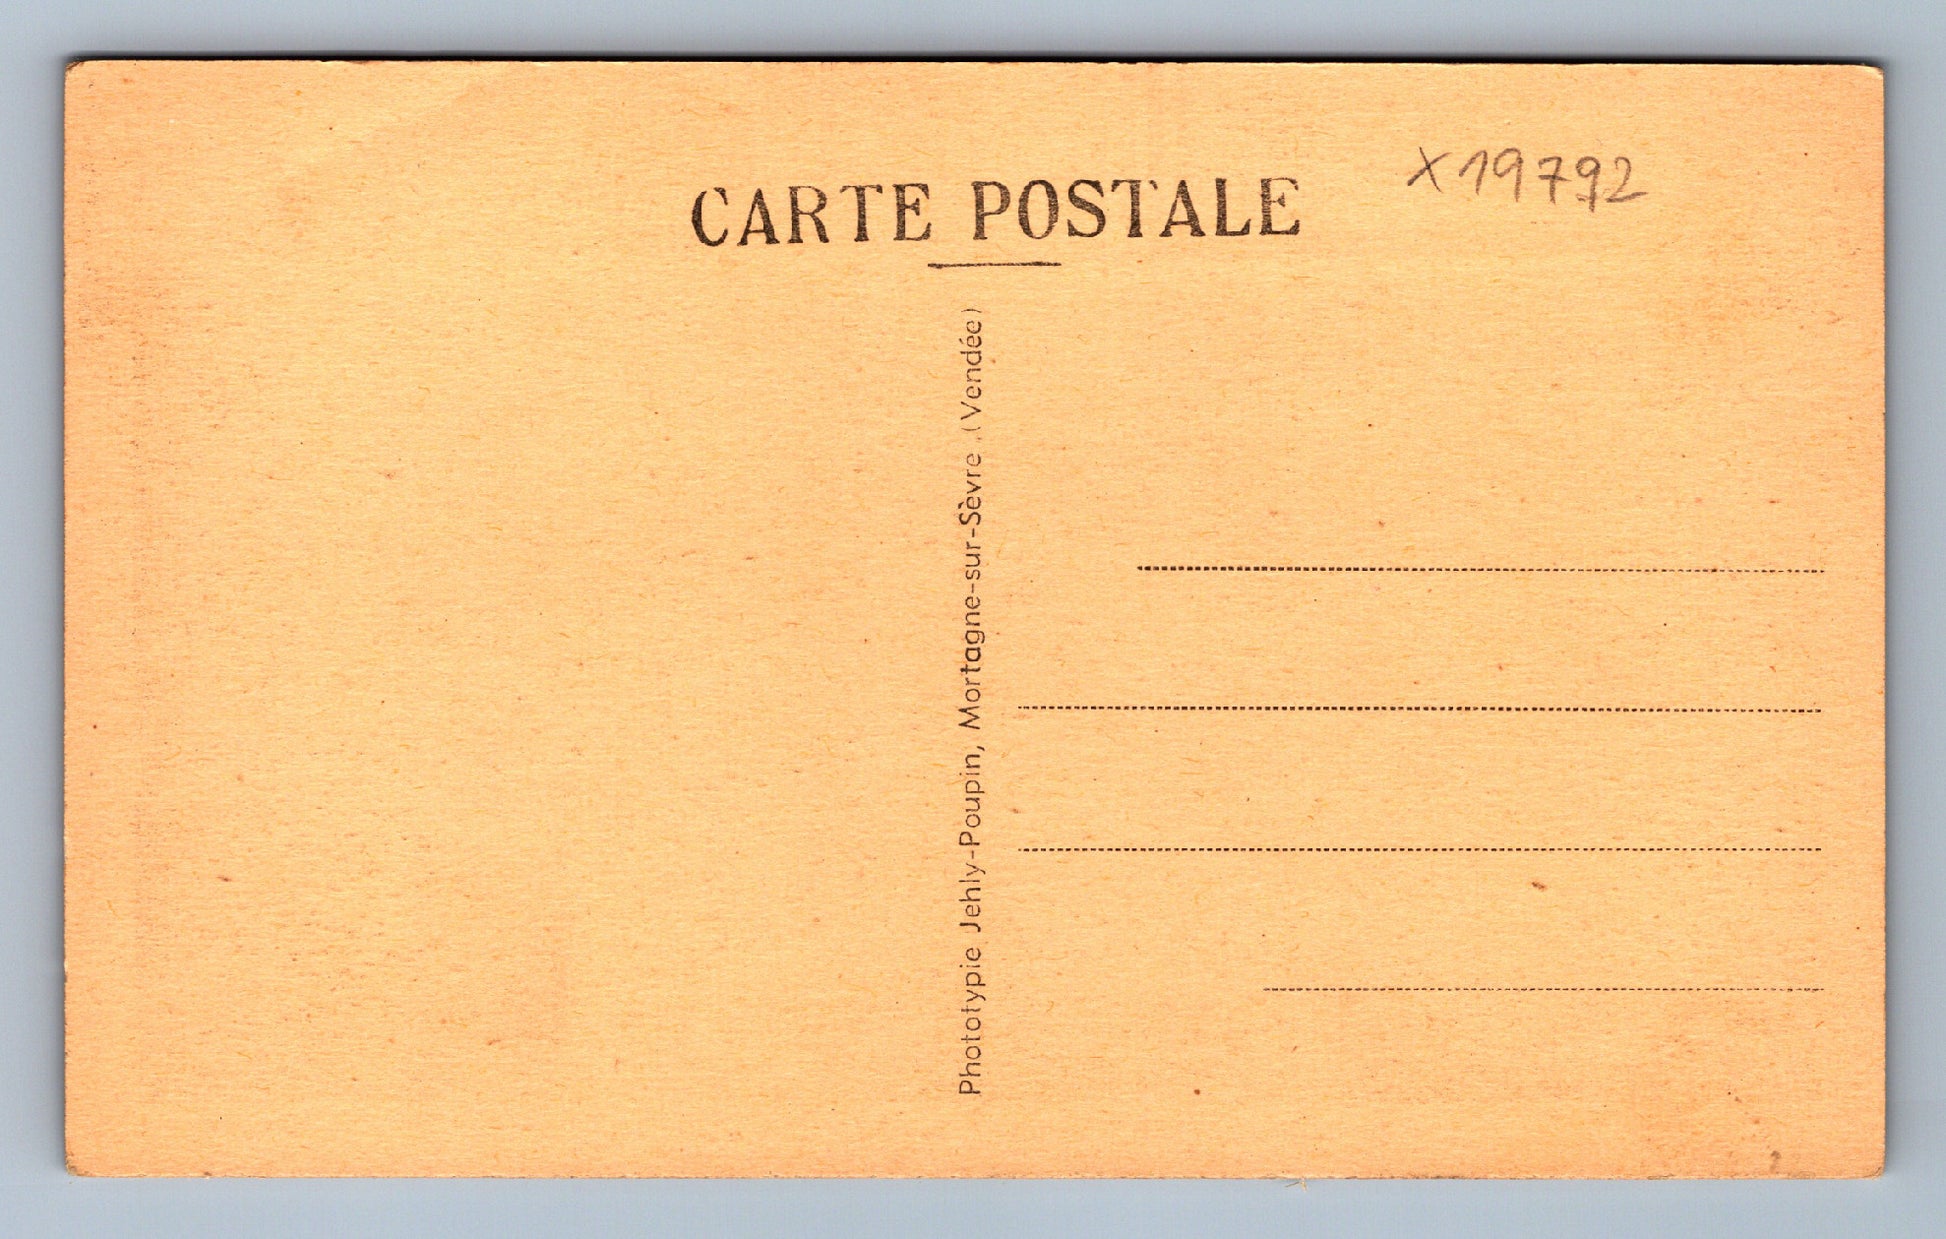 CARTE POSTALE
X19792
Phototypie Jehly-Poupin, Mortagne-sur-Sèvre (Vendée)